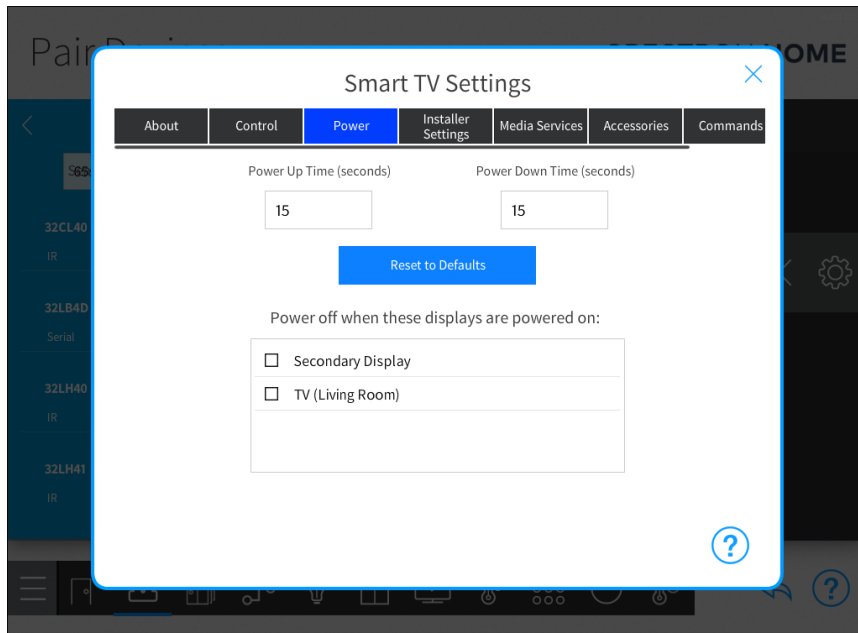 Pair
OME
Smart TV Settings
About
Control
Power
Installer
Settings
Media Services
Accessories
Commands
Power Up Time (seconds)
Power Down Time (seconds)
15
15
Reset to Defaults
Power off when these displays are powered on:
Secondary Display
TV (Living Room)
32CL40
IR
32LB4D
Serial
32LH40
IR
32LH41
IR
?
?